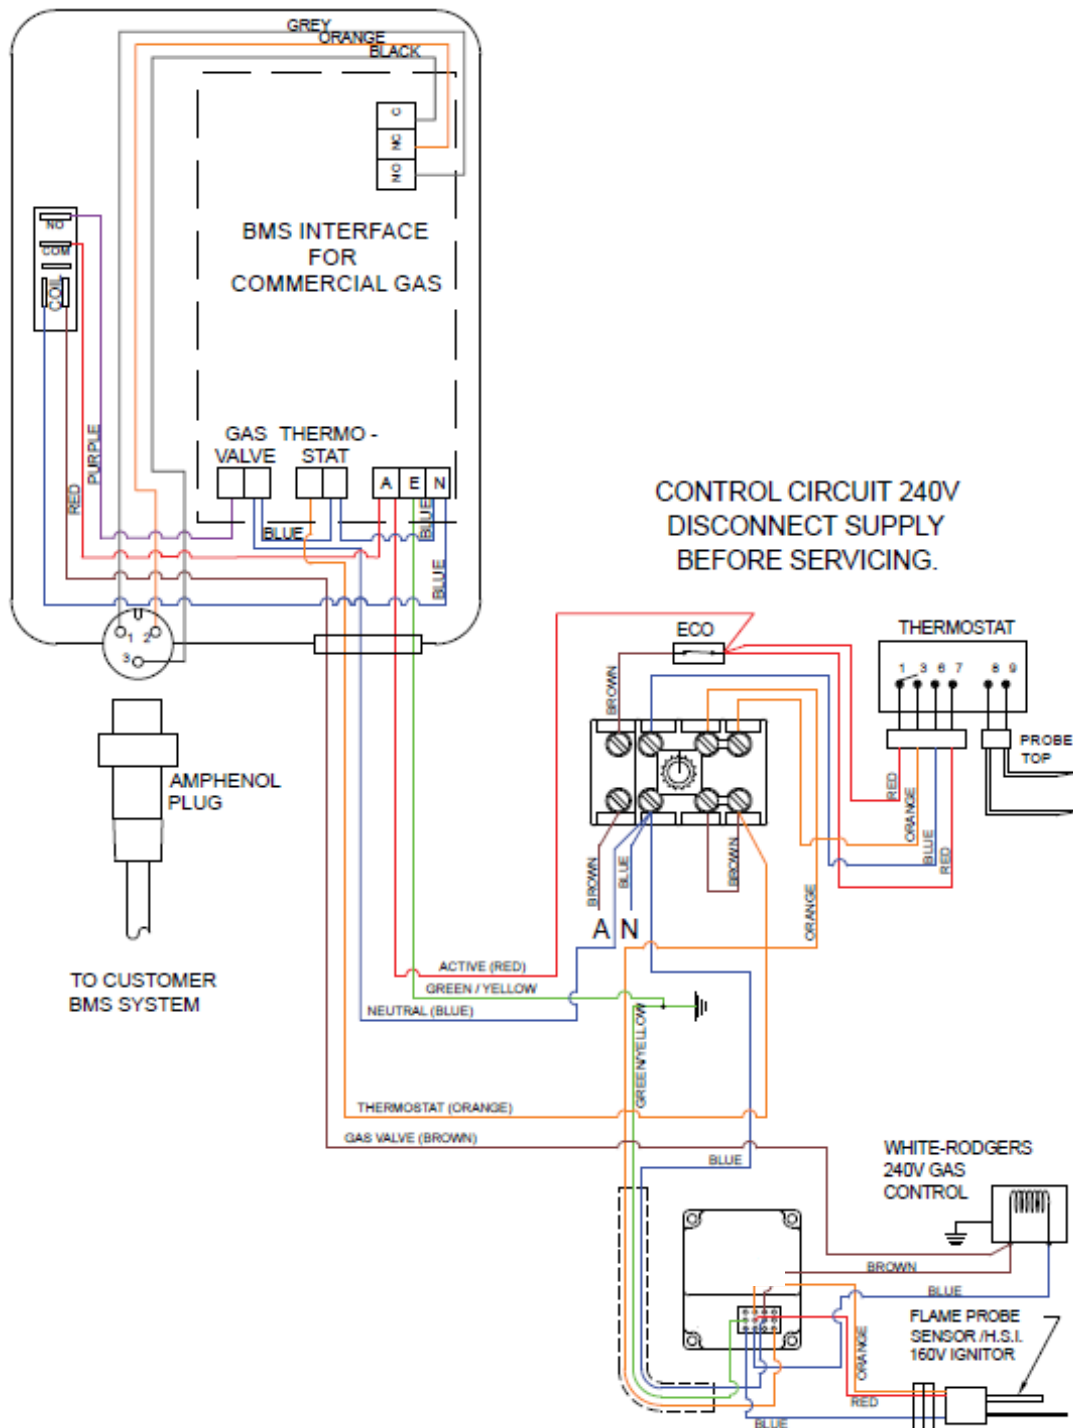 GREY
ORANGE
BLACK
C
NC
NO
NO
COM
COIL
BMS INTERFACE
FOR
COMMERCIAL GAS
PURPLE
RED
GAS
VALVE
THERMO -
STAT
A E N
BLUE
BLUE
BLUE
1 2
3
CONTROL CIRCUIT 240V
DISCONNECT SUPPLY
BEFORE SERVICING.
ECO
THERMOSTAT
1 3 6 7 8 9
BROWN
PROBE
TOP
RED
ORANGE
BLUE
RED
AMPHENOL
PLUG
BROWN
BLUE
BROWN
ORANGE
A N
TO CUSTOMER
BMS SYSTEM
ACTIVE (RED)
GREEN / YELLOW
NEUTRAL (BLUE)
GREEN/YELLOW
THERMOSTAT (ORANGE)
GAS VALVE (BROWN)
BLUE
WHITE-RODGERS
240V GAS
CONTROL
BROWN
BLUE
FLAME PROBE
SENSOR /H.S.I.
160V IGNITOR
ORANGE
RED
BLUE